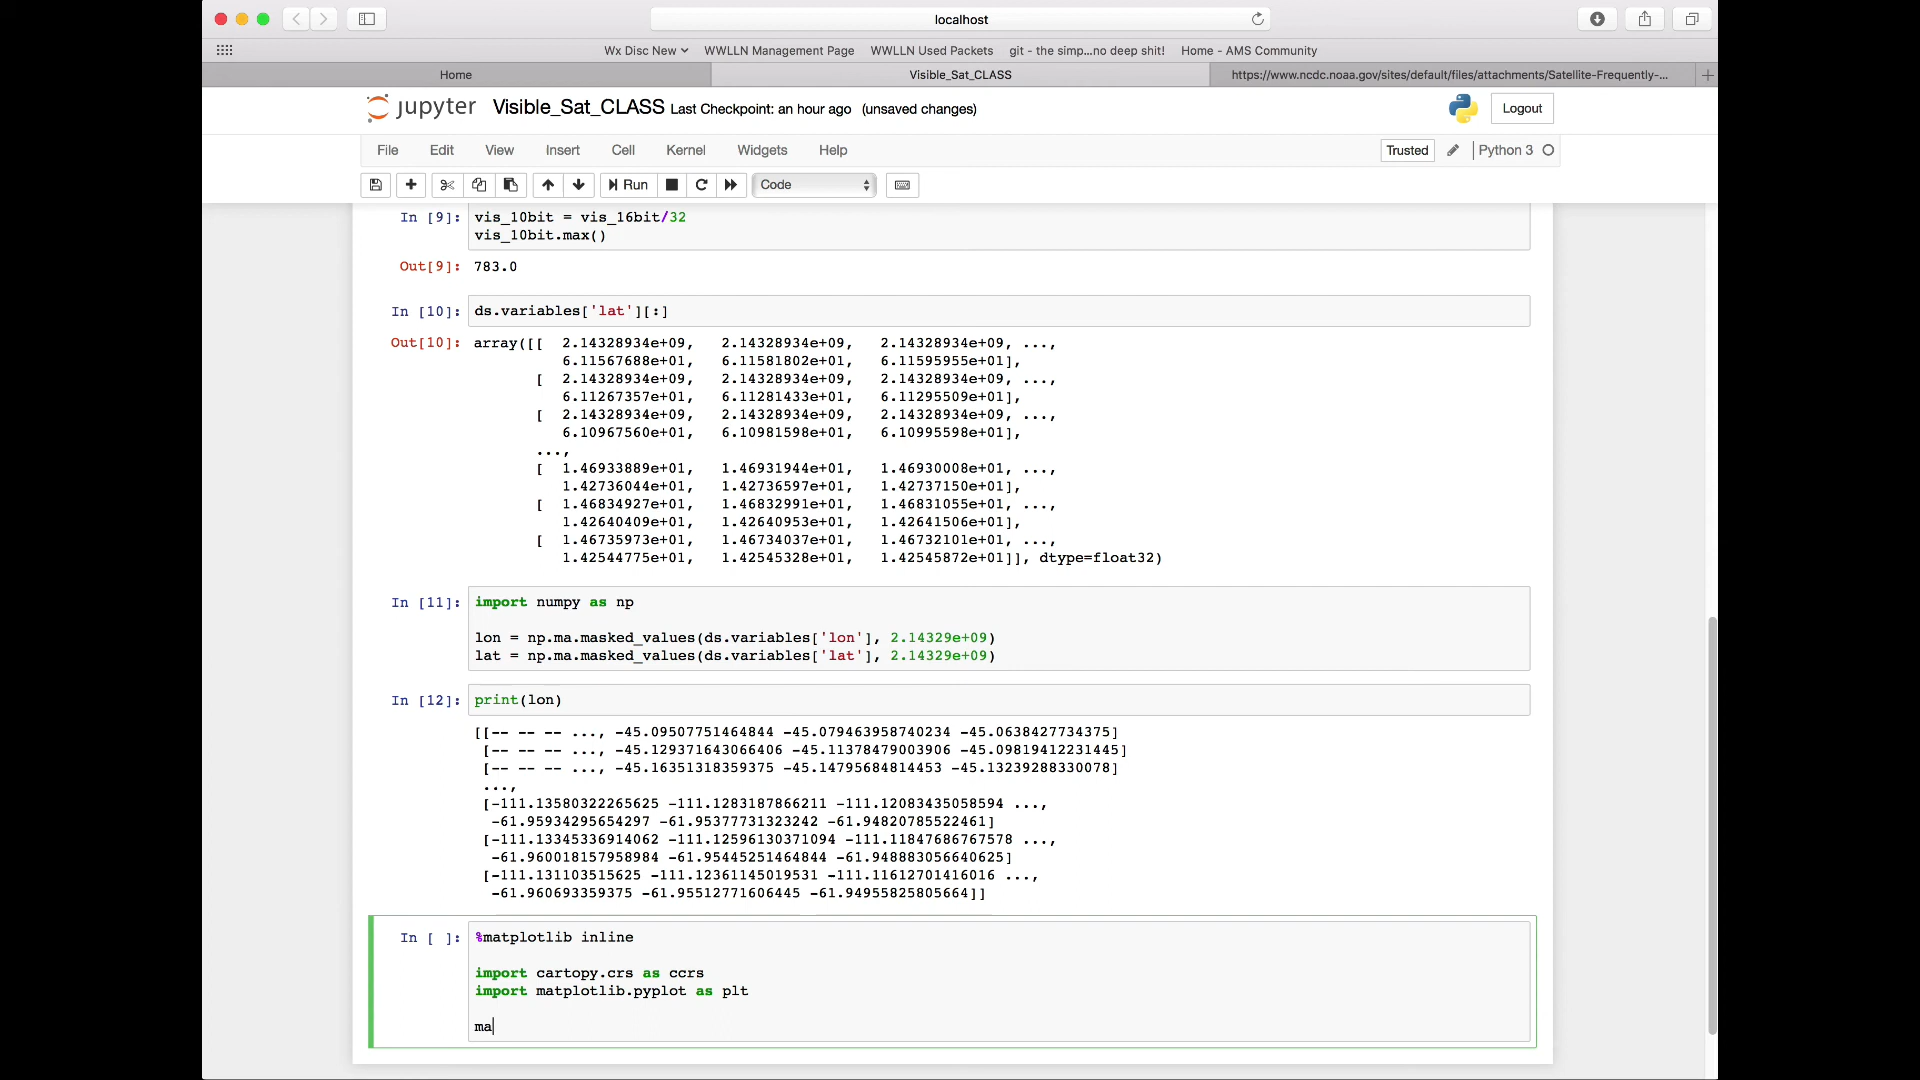 localhost
Wx Disc New WWLLN Management Page WWLLN Used Packets git - the simp...no deep shit! Home - AMS Community
Home Visible_Sat_CLASS https://www.ncdc.noaa.gov/sites/default/files/attachments/Satellite-Frequently-...
jupyter Visible_Sat_CLASS Last Checkpoint: an hour ago (unsaved changes) Logout
File Edit View Insert Cell Kernel Widgets Help Trusted Python 3
Run Code
In [9]: vis_10bit = vis_16bit/32
vis_10bit.max()
Out[9]: 783.0
In [10]: ds.variables['lat'][:]
Out[10]: array([[ 2.14328934e+09, 2.14328934e+09, 2.14328934e+09, ...,
6.11567688e+01, 6.11581802e+01, 6.11595955e+01],
[ 2.14328934e+09, 2.14328934e+09, 2.14328934e+09, ...,
6.11267357e+01, 6.11281433e+01, 6.11295509e+01],
[ 2.14328934e+09, 2.14328934e+09, 2.14328934e+09, ...,
6.10967560e+01, 6.10981598e+01, 6.10995598e+01],
...,
[ 1.46933889e+01, 1.46931944e+01, 1.46930008e+01, ...,
1.42736044e+01, 1.42736597e+01, 1.42737150e+01],
[ 1.46834927e+01, 1.46832991e+01, 1.46831055e+01, ...,
1.42640409e+01, 1.42640953e+01, 1.42641506e+01],
[ 1.46735973e+01, 1.46734037e+01, 1.46732101e+01, ...,
1.42544775e+01, 1.42545328e+01, 1.42545872e+01]], dtype=float32)
In [11]: import numpy as np
lon = np.ma.masked_values(ds.variables['lon'], 2.14329e+09)
lat = np.ma.masked_values(ds.variables['lat'], 2.14329e+09)
In [12]: print(lon)
[[-- -- -- ..., -45.09507751464844 -45.079463958740234 -45.0638427734375]
[-- -- -- ..., -45.129371643066406 -45.11378479003906 -45.09819412231445]
[-- -- -- ..., -45.16351318359375 -45.14795684814453 -45.13239288330078]
...,
[-111.13580322265625 -111.1283187866211 -111.12083435058594 ...,
-61.95934295654297 -61.95377731323242 -61.94820785522461]
[-111.13345336914062 -111.12596130371094 -111.11847686767578 ...,
-61.960018157958984 -61.95445251464844 -61.948883056640625]
[-111.131103515625 -111.12361145019531 -111.11612701416016 ...,
-61.960693359375 -61.95512771606445 -61.94955825805664]]
In [ ]: %matplotlib inline
import cartopy.crs as ccrs
import matplotlib.pyplot as plt
ma